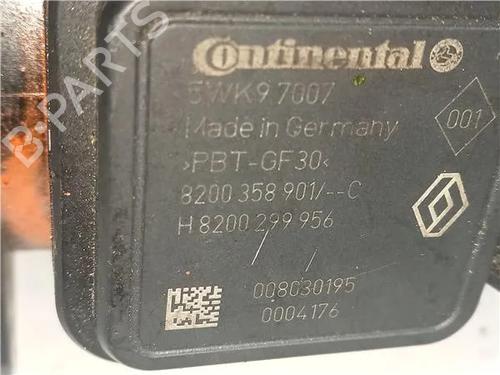 Continental
5WK9 7007
Made in Germany
001
>PBT-GF30<
8200 358 901/--C
H 8200 299 956
008030195
0004176
B-PARTS